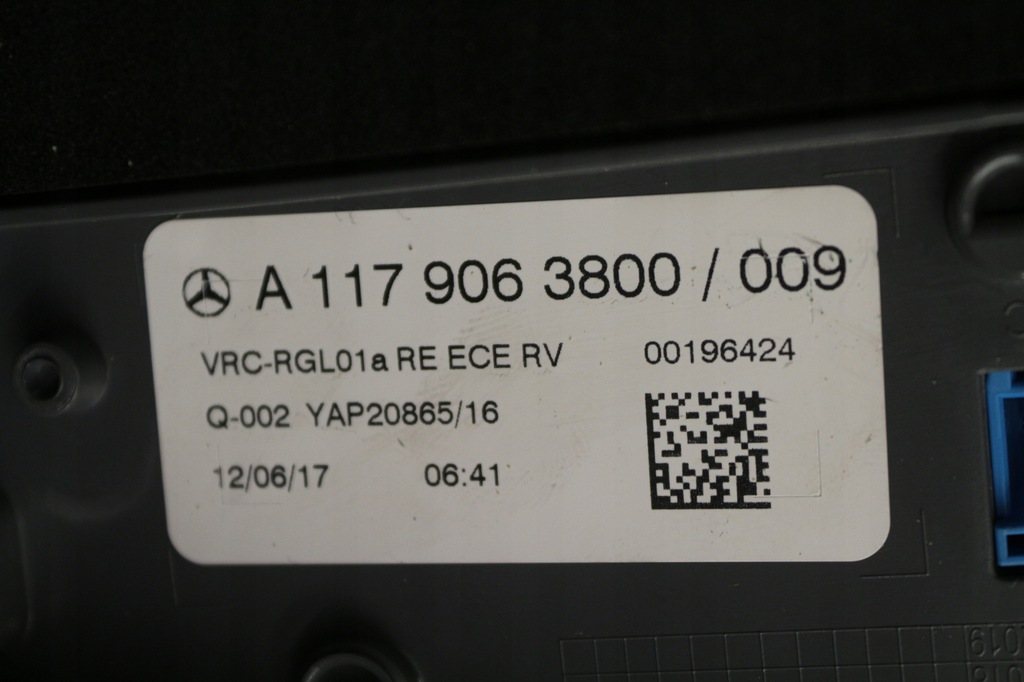 A 117 906 3800 / 009
VRC-RGL01a RE ECE RV 00196424
Q-002 YAP20865/16
12/06/17 06:41